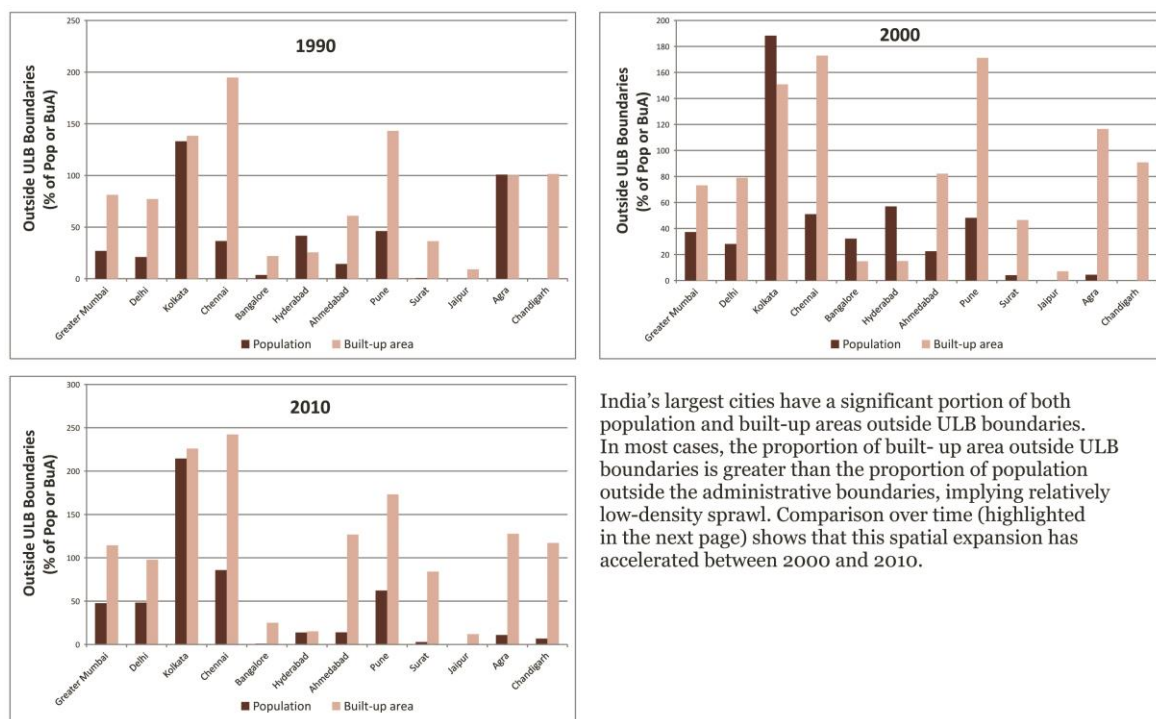 1990
Outside ULB Boundaries
(% of Pop or BuA)
250
200
150
100
50
0
Greater Mumbai
Delhi
Kolkata
Chennai
Bangalore
Hyderabad
Ahmedabad
Pune
Surat
Jaipur
Agra
Chandigarh
Population
Built-up area
2000
Outside ULB Boundaries
(% of Pop or BuA)
200
180
160
140
120
100
80
60
40
20
0
Greater Mumbai
Delhi
Kolkata
Chennai
Bangalore
Hyderabad
Ahmedabad
Pune
Surat
Jaipur
Agra
Chandigarh
Population
Built-up area
2010
Outside ULB Boundaries
(% of Pop or BuA)
300
250
200
150
100
50
0
Greater Mumbai
Delhi
Kolkata
Chennai
Bangalore
Hyderabad
Ahmedabad
Pune
Surat
Jaipur
Agra
Chandigarh
Population
Built-up area
India’s largest cities have a significant portion of both
population and built-up areas outside ULB boundaries.
In most cases, the proportion of built- up area outside ULB
boundaries is greater than the proportion of population
outside the administrative boundaries, implying relatively
low-density sprawl. Comparison over time (highlighted
in the next page) shows that this spatial expansion has
accelerated between 2000 and 2010.